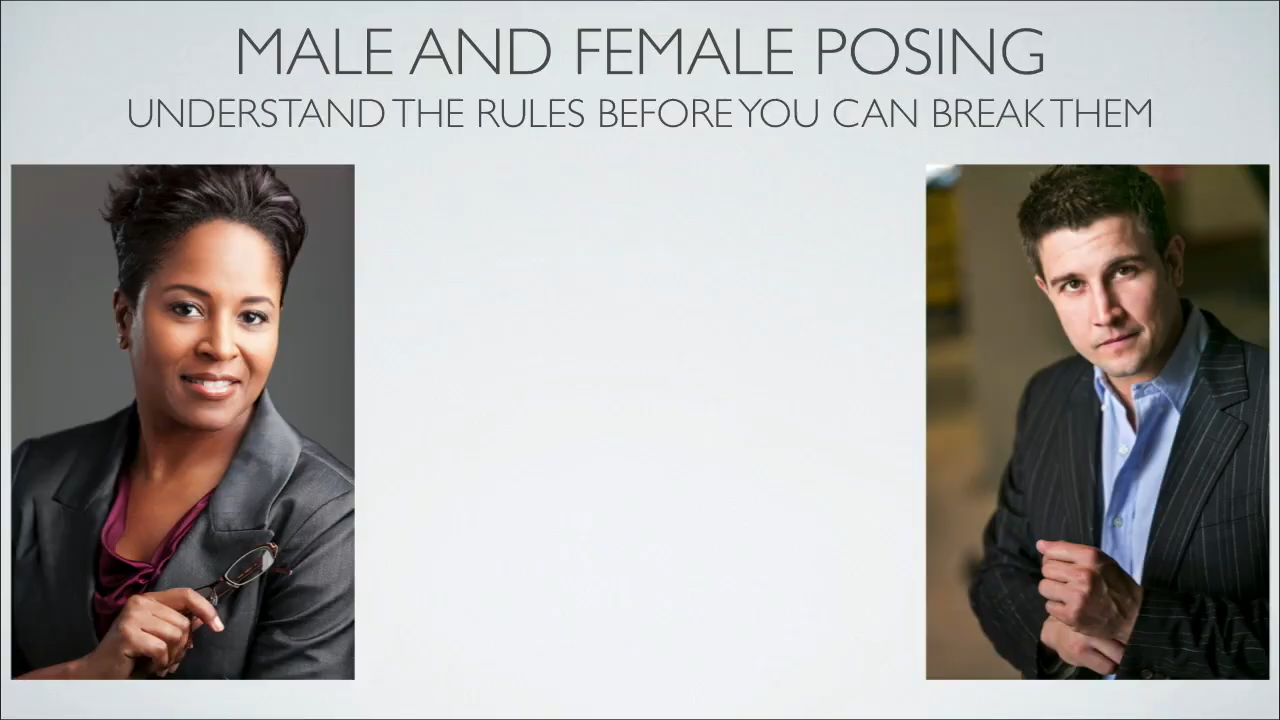 MALE AND FEMALE POSING
UNDERSTAND THE RULES BEFORE YOU CAN BREAK THEM